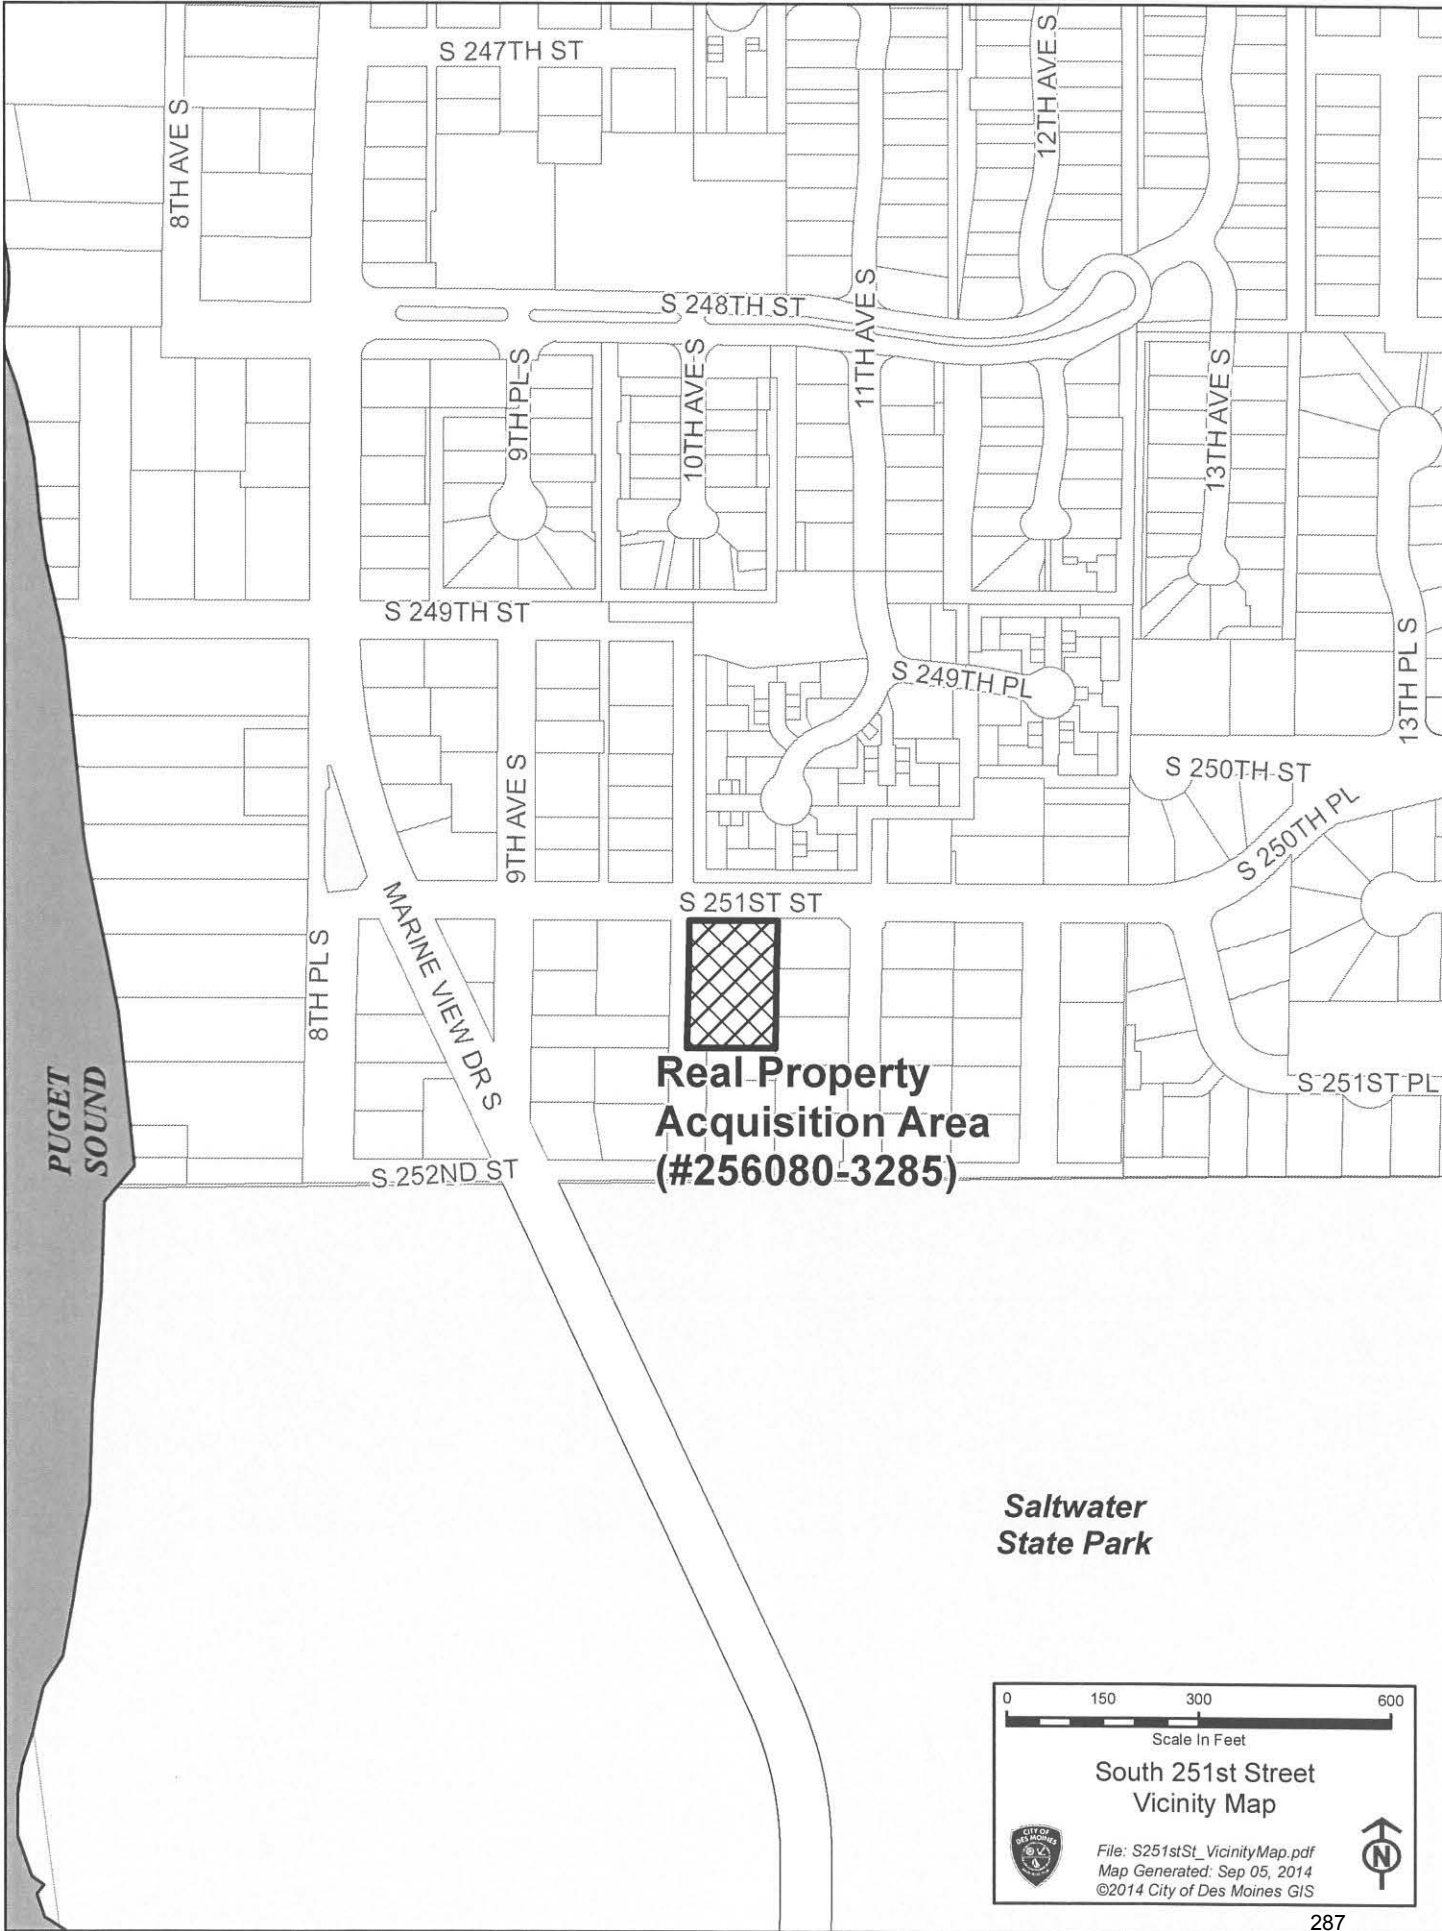 S 247TH ST
12TH AVE S
8TH AVE S
S 248TH ST
11TH AVE S
9TH PL S
10TH AVE S
13TH AVE S
S 249TH ST
13TH PL S
S 249TH PL
S 250TH ST
9TH AVE S
S 250TH PL
S 251ST ST
MARINE VIEW DR S
8TH PL S
Real Property
Acquisition Area
(#256080-3285)
PUGET
SOUND
S 251ST PL
S 252ND ST
Saltwater
State Park
0 150 300 600
Scale In Feet
South 251st Street
Vicinity Map
CITY OF
DES MOINES
File: S251stSt_VicinityMap.pdf
Map Generated: Sep 05, 2014
©2014 City of Des Moines GIS
N
287